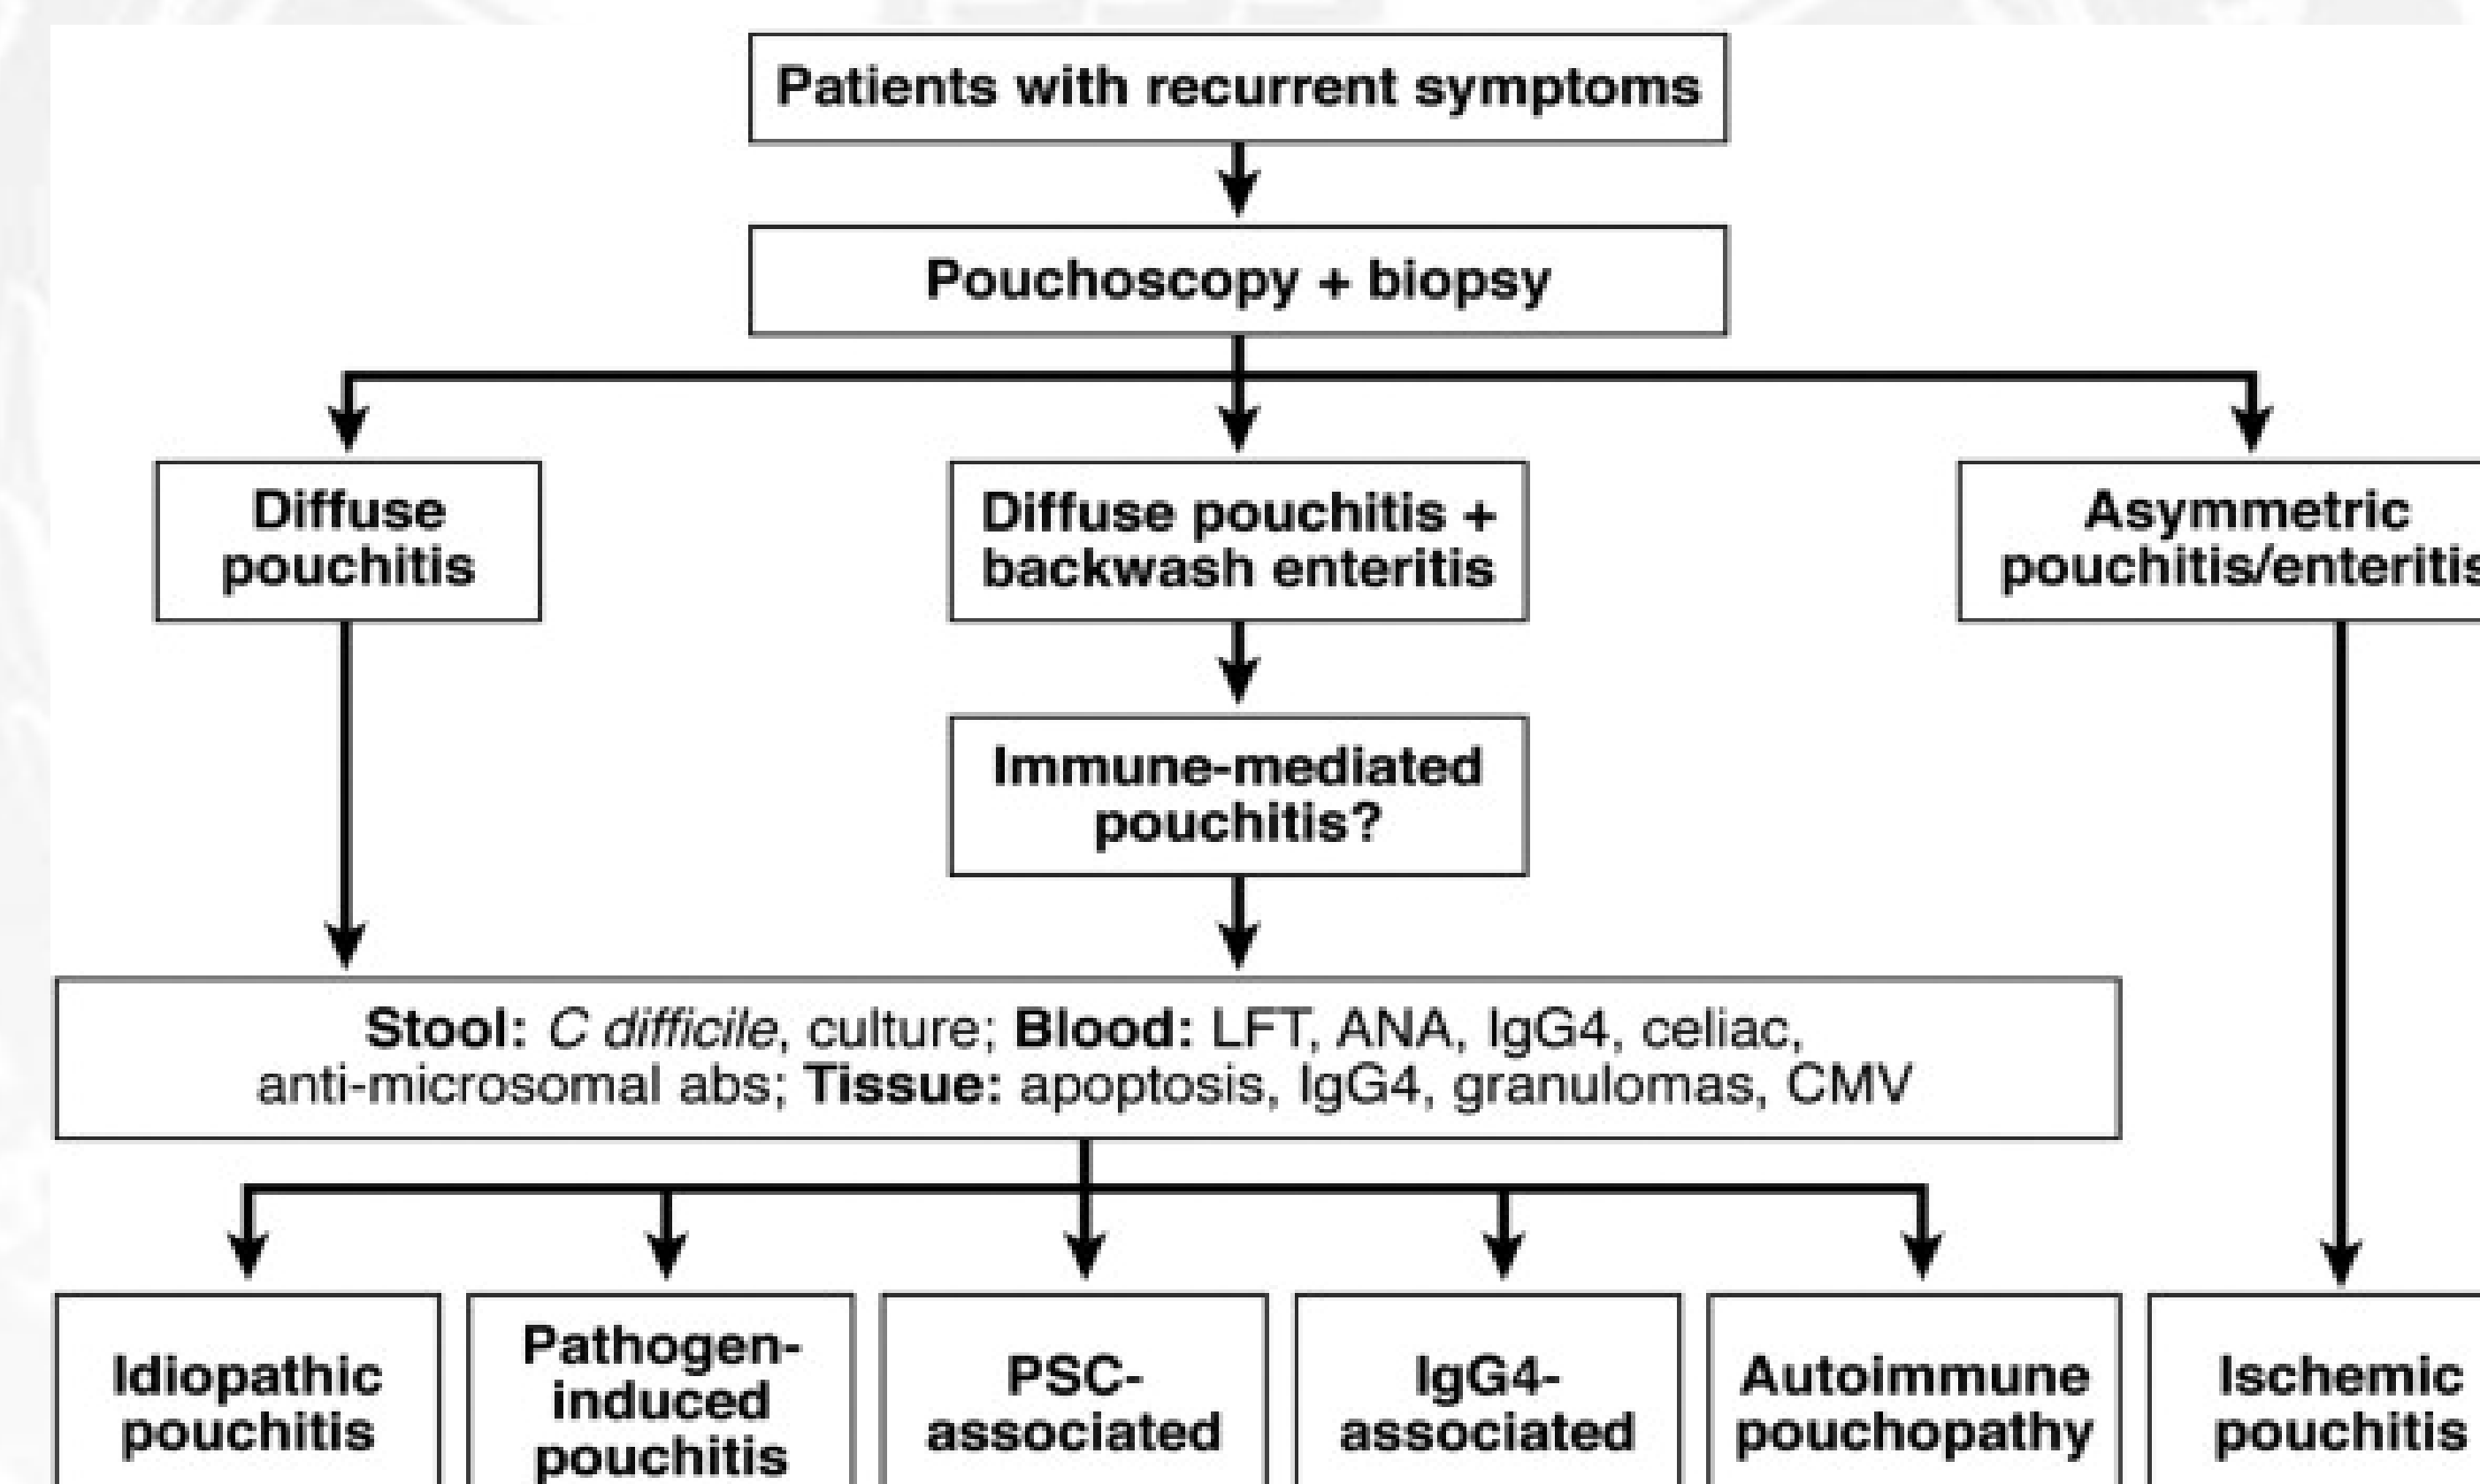 Patients with recurrent symptoms
Pouchoscopy + biopsy
Diffuse
pouchitis
Diffuse pouchitis +
backwash enteritis
Asymmetric
pouchitis/enteritis
Immune-mediated
pouchitis?
Stool: C difficile, culture; Blood: LFT, ANA, IgG4, celiac,
anti-microsomal abs; Tissue: apoptosis, IgG4, granulomas, CMV
Idiopathic
pouchitis
Pathogen-
induced
pouchitis
PSC-
associated
IgG4-
associated
Autoimmune
pouchopathy
Ischemic
pouchitis